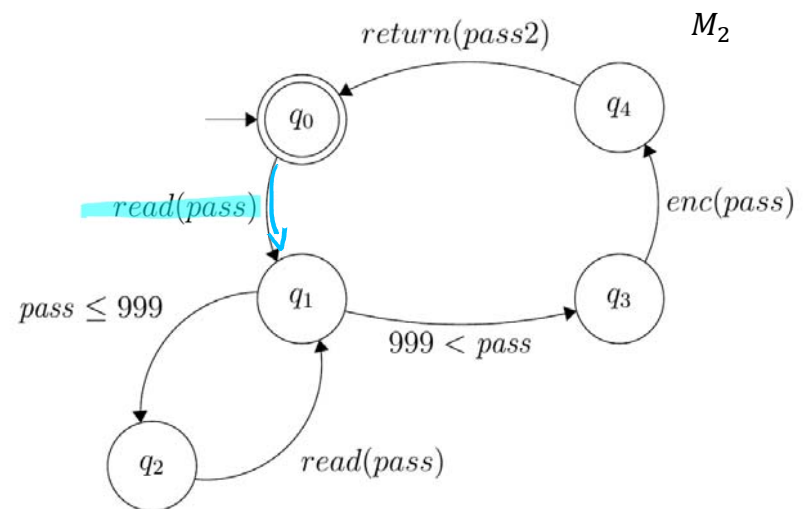 return(pass2)
M₂
q₀
q₄
read(pass)
enc(pass)
q₁
q₃
pass ≤ 999
999 < pass
q₂
read(pass)